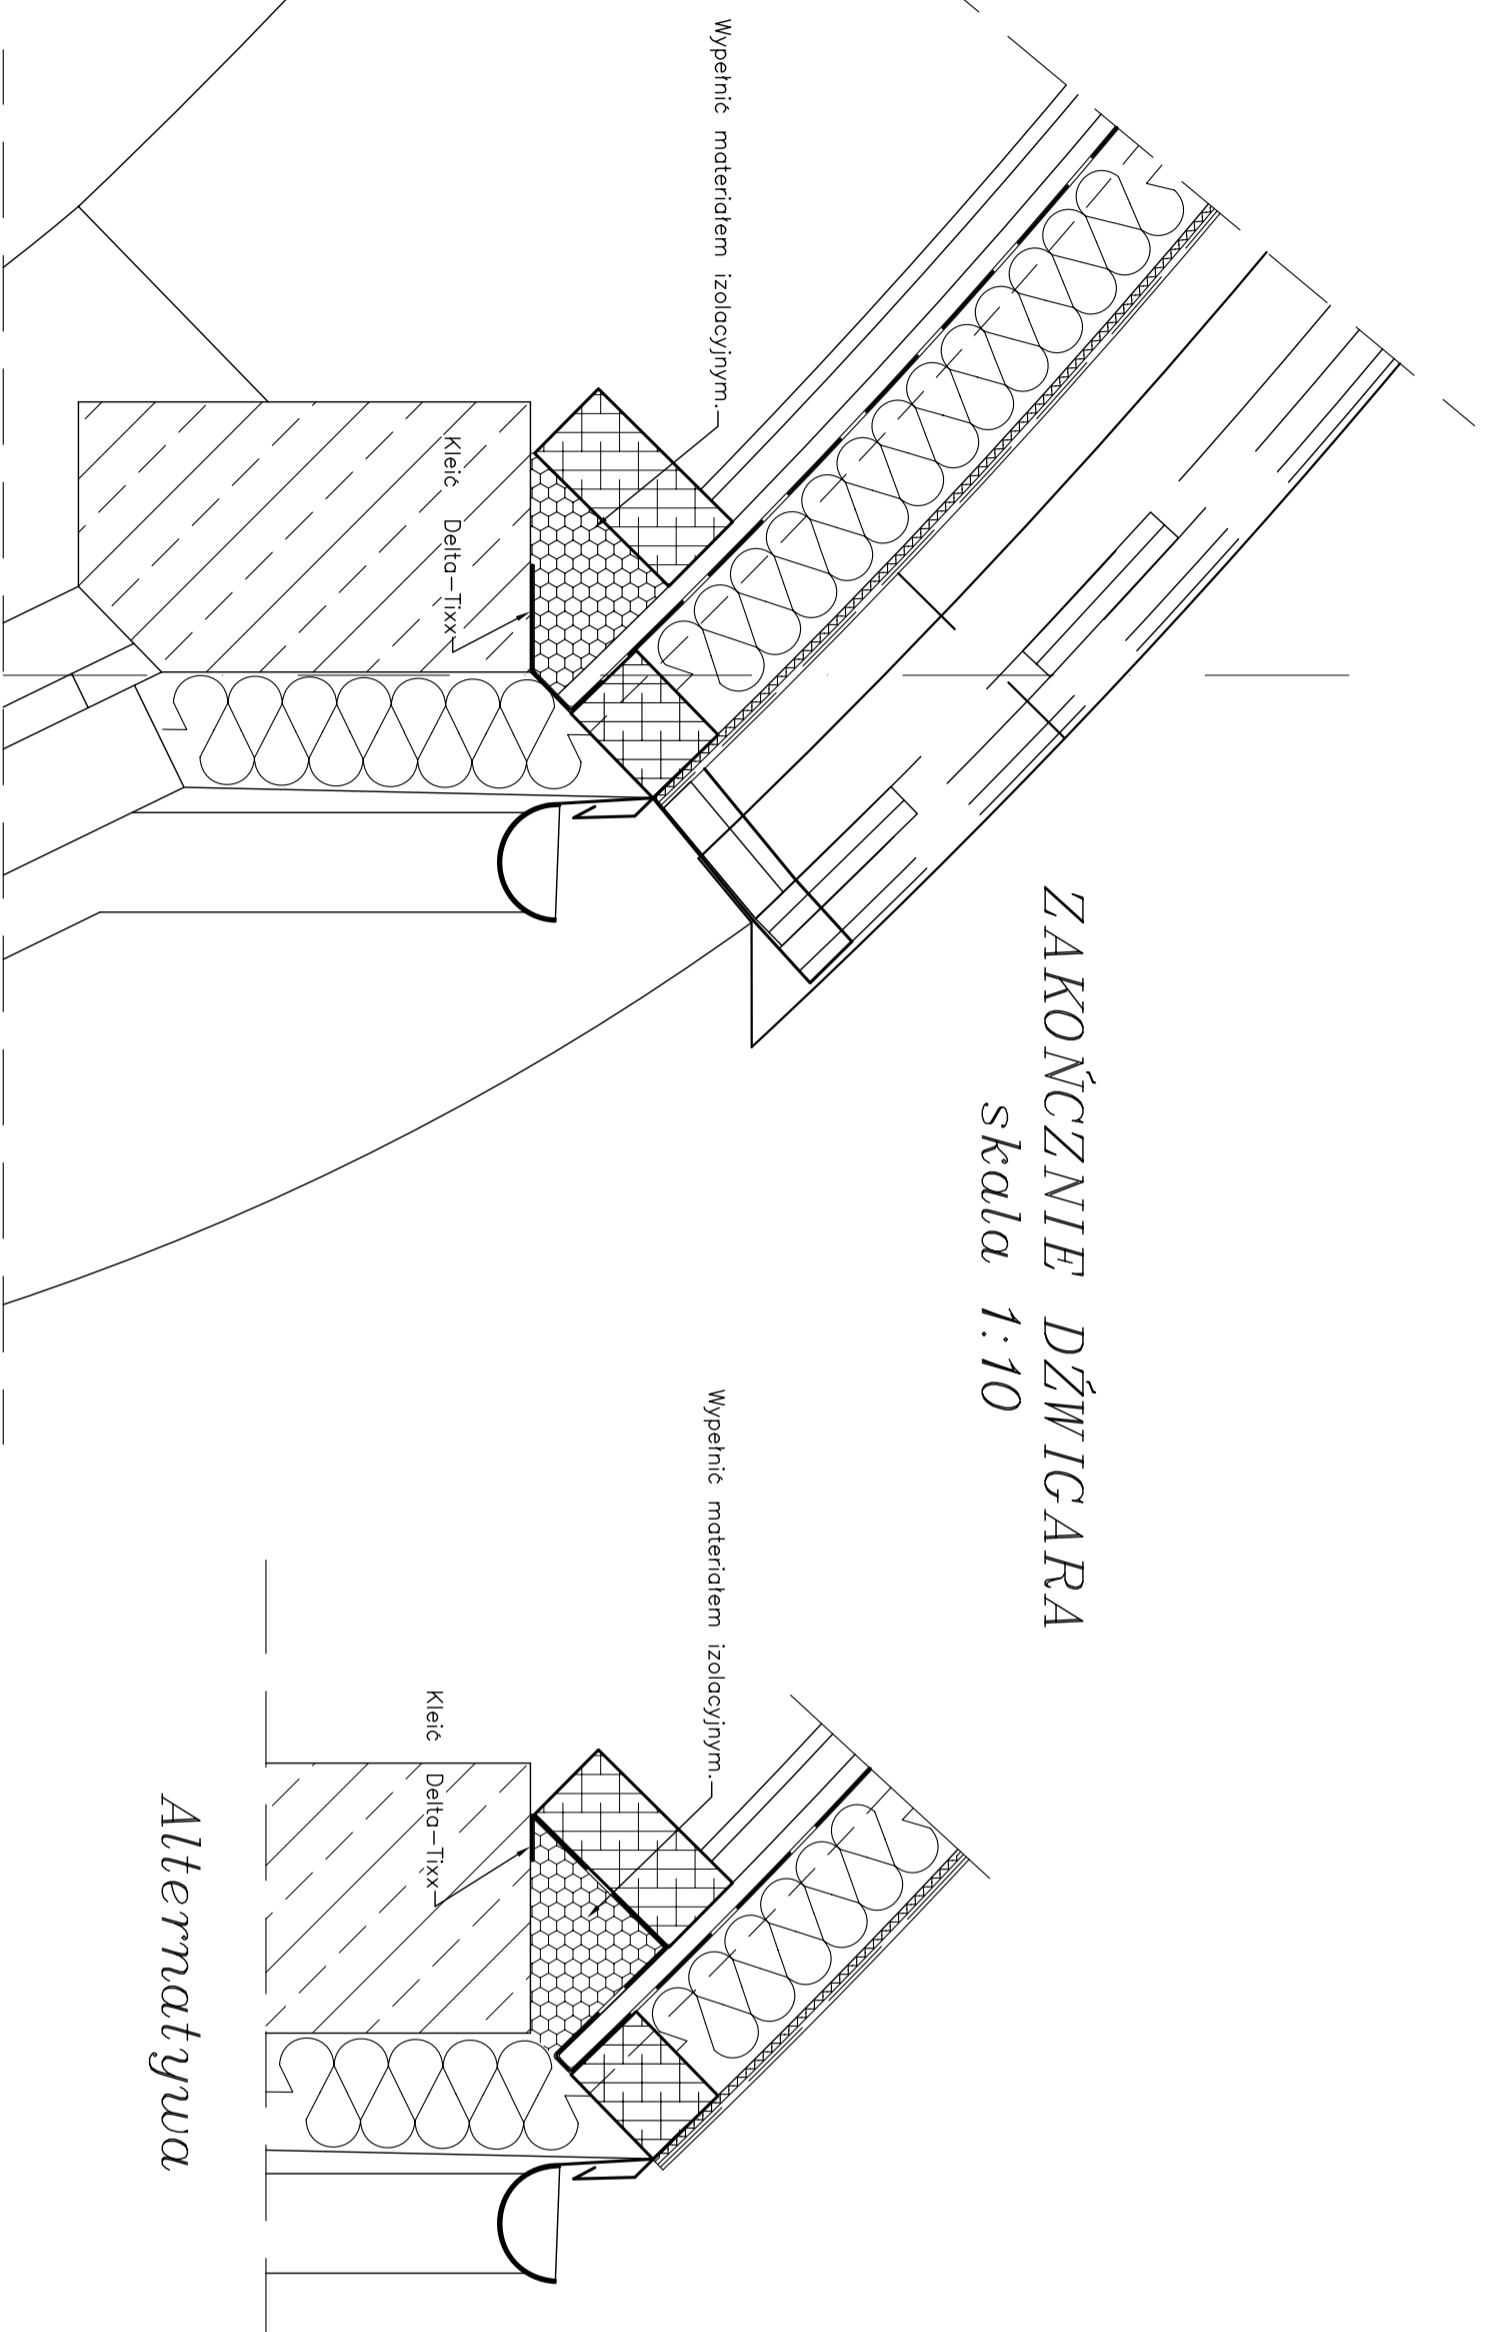 ZAKOŃCZNIE DŹWIGARA
skala 1:10
Wypełnić materiałem izolacyjnym.
Kleić Delta-Tixx
Wypełnić materiałem izolacyjnym.
Kleić Delta-Tixx
Alternatywa